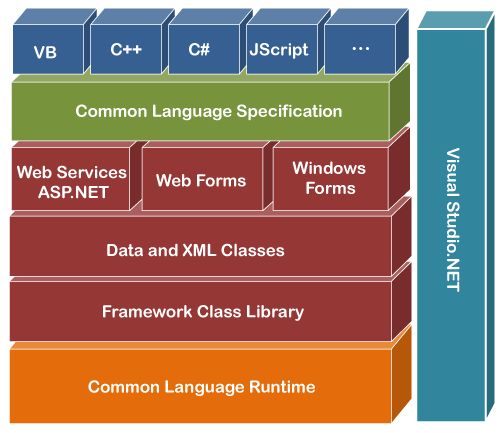 VB
C++
C#
JScript
...
Common Language Specification
Web Services
ASP.NET
Web Forms
Windows
Forms
Data and XML Classes
Framework Class Library
Common Language Runtime
Visual Studio.NET